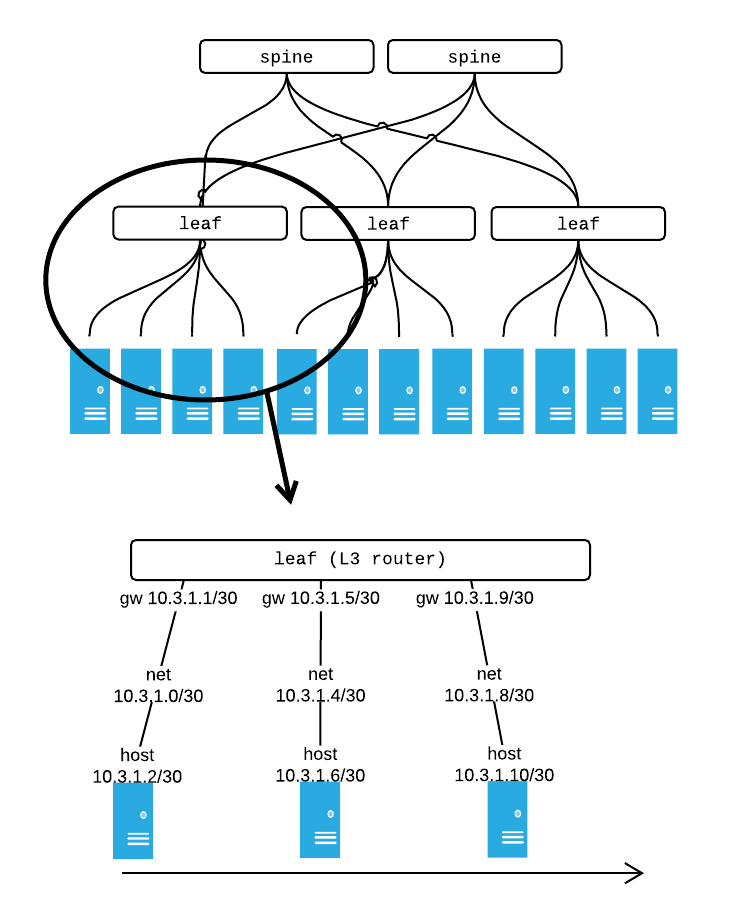 spine
spine
leaf
leaf
leaf
leaf (L3 router)
gw 10.3.1.1/30
gw 10.3.1.5/30
gw 10.3.1.9/30
net
10.3.1.0/30
net
10.3.1.4/30
net
10.3.1.8/30
host
10.3.1.2/30
host
10.3.1.6/30
host
10.3.1.10/30